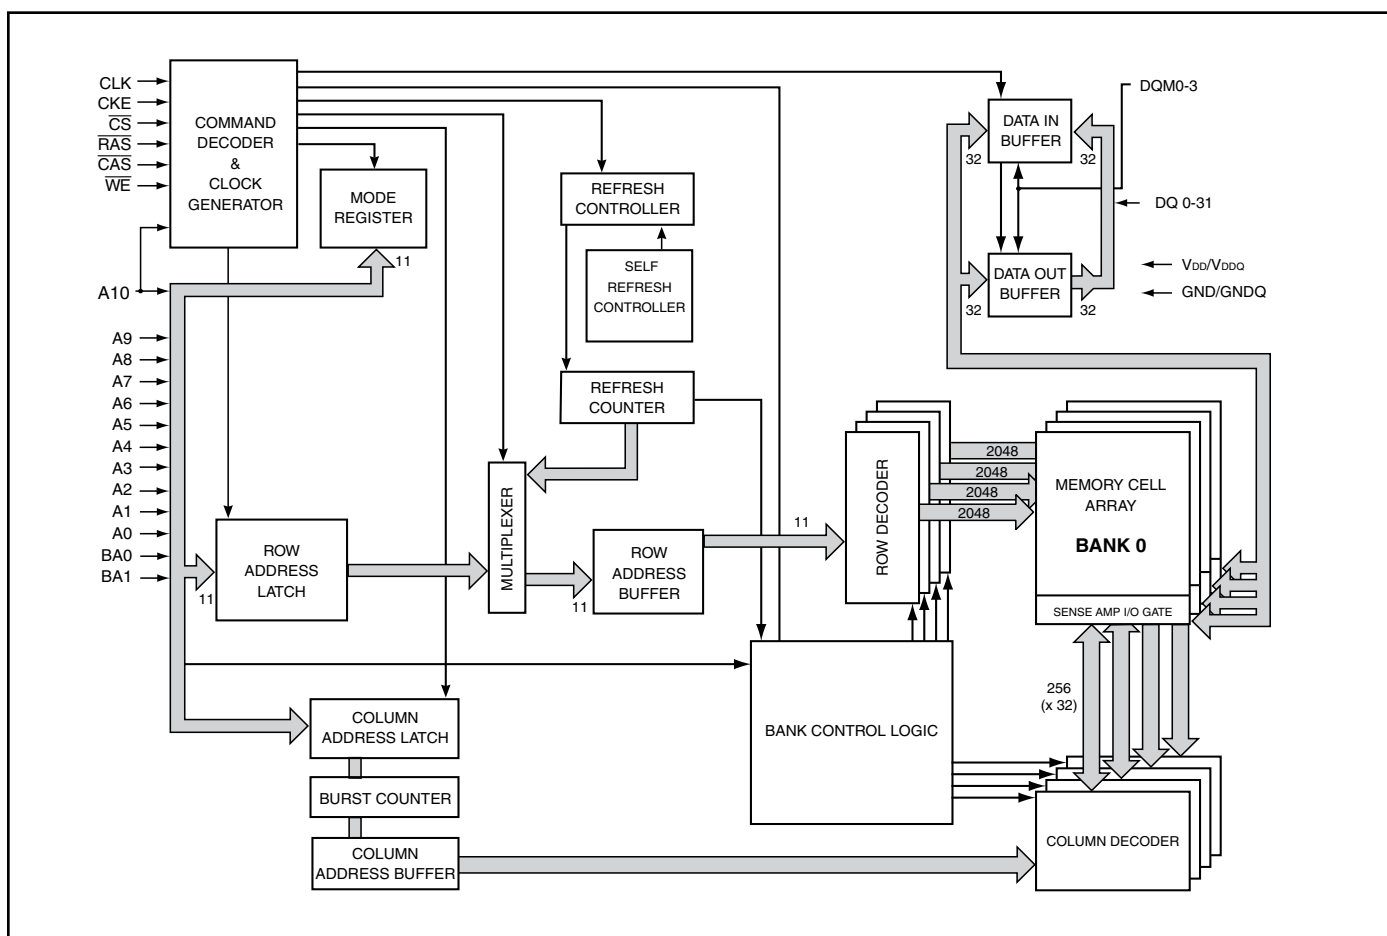 CLK
CKE
CS
RAS
CAS
WE
A10
A9
A8
A7
A6
A5
A4
A3
A2
A1
A0
BA0
BA1
COMMAND
DECODER
&
CLOCK
GENERATOR
MODE
REGISTER
11
REFRESH
CONTROLLER
SELF
REFRESH
CONTROLLER
REFRESH
COUNTER
DATA IN
BUFFER
32
32
DQM0-3
DQ 0-31
DATA OUT
BUFFER
32
32
VDD/VDDQ
GND/GNDQ
11
ROW
ADDRESS
LATCH
MULTIPLEXER
11
ROW
ADDRESS
BUFFER
11
ROW DECODER
2048
2048
2048
2048
MEMORY CELL
ARRAY
BANK 0
SENSE AMP I/O GATE
256
(x 32)
BANK CONTROL LOGIC
COLUMN
ADDRESS LATCH
BURST COUNTER
COLUMN
ADDRESS BUFFER
COLUMN DECODER